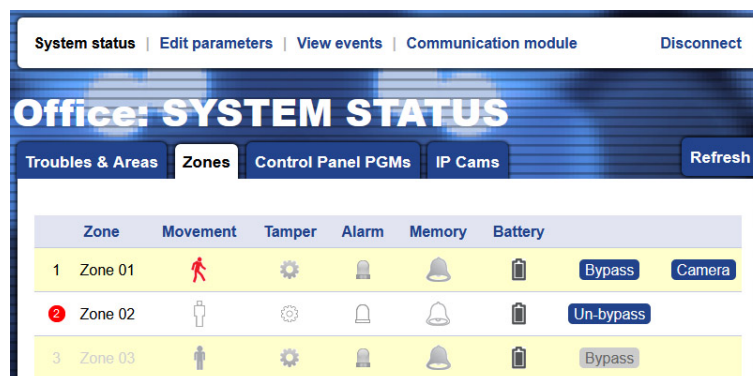 System status | Edit parameters | View events | Communication module Disconnect
Office: SYSTEM STATUS
Troubles & Areas Zones Control Panel PGMs IP Cams Refresh
Zone Movement Tamper Alarm Memory Battery
1 Zone 01 Bypass Camera
2 Zone 02 Un-bypass
3 Zone 03 Bypass